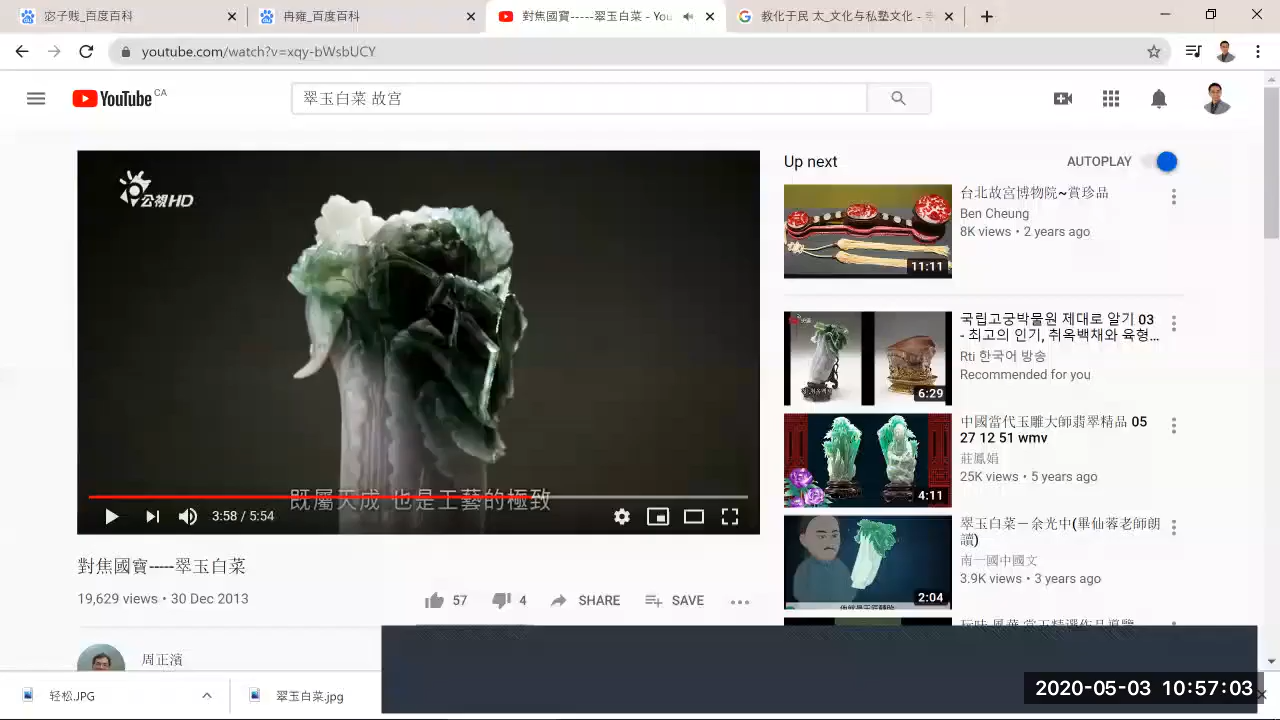 公子贱_百度百科
冉雍_百度百科
對焦國寶-----翠玉白菜 - You
教化于民 太_文化与私塾文化 -
youtube.com/watch?v=xqy-bWsbUCY
YouTube CA
翠玉白菜 故宮
公視HD
既屬天成 也是工藝的極致
3:58 / 5:54
對焦國寶-----翠玉白菜
19,629 views • 30 Dec 2013
57
4
SHARE
SAVE
周正濱
Up next
AUTOPLAY
台北故宮博物院~賞珍品
Ben Cheung
8K views • 2 years ago
11:11
국립고궁박물원 제대로 알기 03
- 최고의 인기, 취옥백채와 육형...
Rti 한국어 방송
Recommended for you
6:29
中國當代玉雕大師翡翠精品 05
27 12 51 wmv
莊鳳娟
25K views • 5 years ago
4:11
翠玉白菜－余光中(畢仙蓉老師朗
讀)
南一國中國文
3.9K views • 3 years ago
2:04
轻松.JPG
翠玉白菜.jpg
2020-05-03 10:57:03